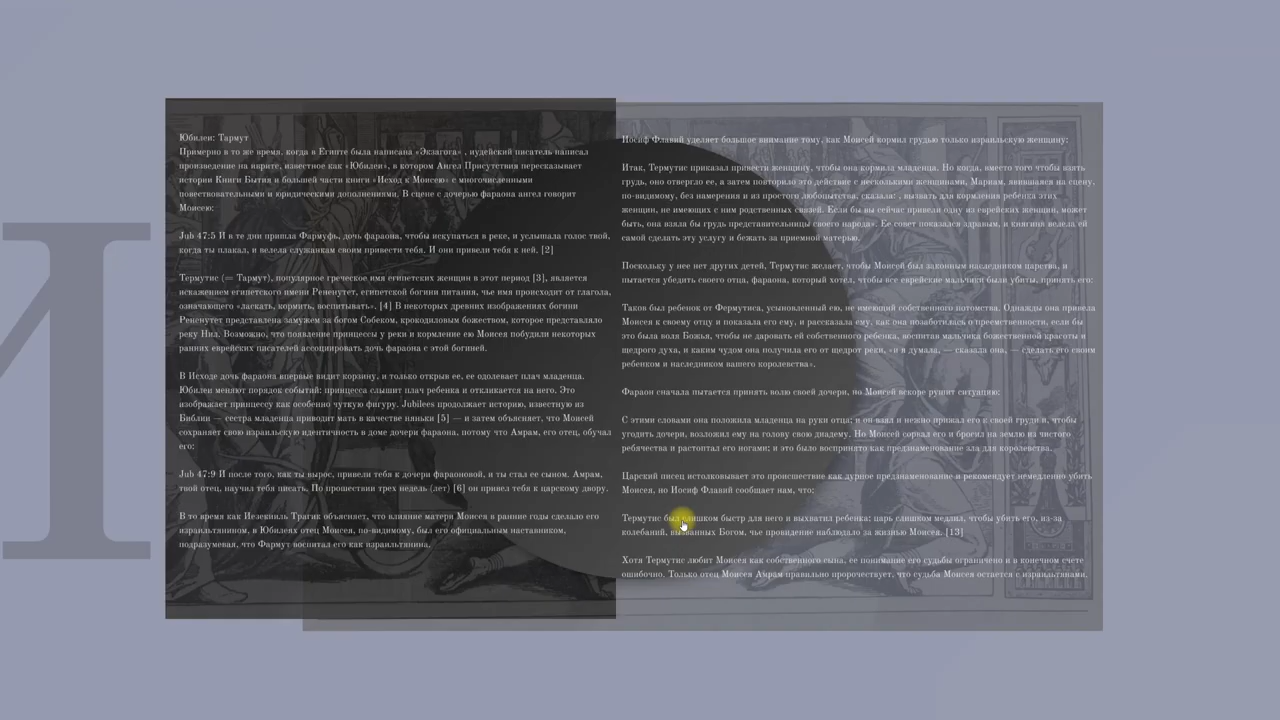 Юбилеи: Тармут
Примерно в то же время, когда в Египте была написана «Экзагога» , иудейский писатель написал
произведение на иврите, известное как «Юбилеи», в котором Ангел Присутствия пересказывает
истории Книги Бытия и большей части книги «Исход к Моисею» с многочисленными
повествовательными и юридическими дополнениями. В сцене с дочерью фараона ангел говорит
Моисею:
Jub 47:5 И в те дни пришла Фармуфь, дочь фараона, чтобы искупаться в реке, и услышала голос твой,
когда ты плакал, и велела служанкам своим привести тебя. И они привели тебя к ней. [2]
Термутис (= Тармут), популярное греческое имя египетских женщин в этот период [3], является
искажением египетского имени Рененутет, египетской богини питания, чье имя происходит от глагола,
означающего «ласкать, кормить, воспитывать». [4] В некоторых древних изображениях богини
Рененутет представлена замужем за богом Собеком, крокодиловым божеством, которое представляло
реку Нил. Возможно, что появление принцессы у реки и кормление ею Моисея побудили некоторых
ранних еврейских писателей ассоциировать дочь фараона с этой богиней.
В Исходе дочь фараона впервые видит корзину, и только открыв ее, ее одолевает плач младенца.
Юбилеи меняют порядок событий: принцесса слышит плач ребенка и откликается на него. Это
изображает принцессу как особенно чуткую фигуру. Jubilees продолжает историю, известную из
Библии — сестра младенца приводит мать в качестве няньки [5] — и затем объясняет, что Моисей
сохраняет свою израильскую идентичность в доме дочери фараона, потому что Амрам, его отец, обучал
его:
Jub 47:9 И после того, как ты вырос, привели тебя к дочери фараоновой, и ты стал ее сыном. Амрам,
твой отец, научил тебя писать. По прошествии трех недель (лет) [6] он привел тебя к царскому двору.
В то время как Иезекииль Трагик объясняет, что влияние матери Моисея в ранние годы сделало его
израильтянином, в Юбилеях отец Моисея, по-видимому, был его официальным наставником,
подразумевая, что Фармут воспитал его как израильтянина.
Иосиф Флавий уделяет большое внимание тому, как Моисей кормил грудью только израильскую женщину:
Итак, Термутис приказал привести женщину, чтобы она кормила младенца. Но когда, вместо того чтобы взять
грудь, оно отвергло ее, а затем повторило это действие с несколькими женщинами, Мариам, явившаяся на сцену,
по-видимому, без намерения и из простого любопытства, сказала: , вызвать для кормления ребенка этих
женщин, не имеющих с ним родственных связей. Если бы вы сейчас привели одну из еврейских женщин, может
быть, она взяла бы грудь представительницы своего народа». Ее совет показался здравым, и княгиня велела ей
самой сделать эту услугу и бежать за приемной матерью.
Поскольку у нее нет других детей, Термутис желает, чтобы Моисей был законным наследником царства, и
пытается убедить своего отца, фараона, который хотел, чтобы все еврейские мальчики были убиты, принять его:
Таков был ребенок от Фермутиса, усыновленный ею, не имеющий собственного потомства. Однажды она привела
Моисея к своему отцу и показала его ему, и рассказала ему, как она позаботилась о преемственности, если бы
это была воля Божья, чтобы не даровать ей собственного ребенка, воспитав мальчика божественной красоты и
щедрого духа, и каким чудом она получила его от щедрот реки, «и я думала, — сказала она, — сделать его своим
ребенком и наследником вашего королевства».
Фараон сначала пытается принять волю своей дочери, но Моисей вскоре рушит ситуацию:
С этими словами она положила младенца на руки отца; и он взял и нежно прижал его к своей груди и, чтобы
угодить дочери, возложил ему на голову свою диадему. Но Моисей сорвал его и бросил на землю из чистого
ребячества и растоптал его ногами; и это было воспринято как предзнаменование зла для королевства.
Царский писец истолковывает это происшествие как дурное предзнаменование и рекомендует немедленно убить
Моисея, но Иосиф Флавий сообщает нам, что:
Термутис был слишком быстр для него и выхватил ребенка; царь слишком медлил, чтобы убить его, из-за
колебаний, вызванных Богом, чье провидение наблюдало за жизнью Моисея. [13]
Хотя Термутис любит Моисея как собственного сына, ее понимание его судьбы ограничено и в конечном счете
ошибочно. Только отец Моисея Амрам правильно пророчествует, что судьба Моисея остается с израильтянами.